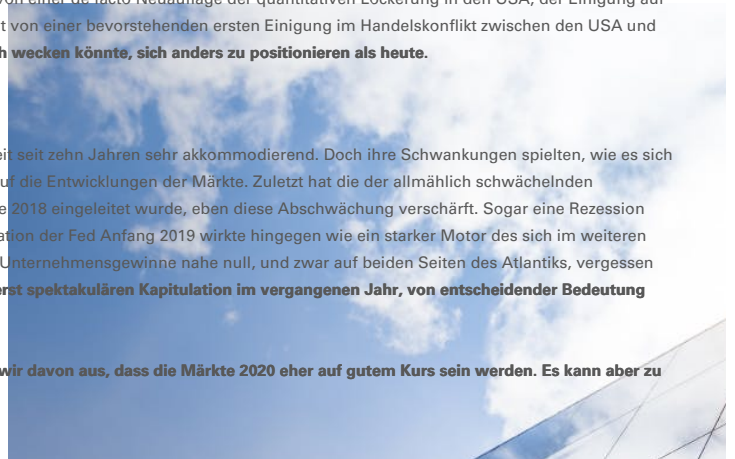 von einer de facto Neuauflage der quantitativen Lockerung in den USA, der Einigung auf
t von einer bevorstehenden ersten Einigung im Handelskonflikt zwischen den USA und
h wecken könnte, sich anders zu positionieren als heute.
eit seit zehn Jahren sehr akkommodierend. Doch ihre Schwankungen spielten, wie es sich
uf die Entwicklungen der Märkte. Zuletzt hat die der allmählich schwächelnden
e 2018 eingeleitet wurde, eben diese Abschwächung verschärft. Sogar eine Rezession
ation der Fed Anfang 2019 wirkte hingegen wie ein starker Motor des sich im weiteren
Unternehmensgewinne nahe null, und zwar auf beiden Seiten des Atlantiks, vergessen
erst spektakulären Kapitulation im vergangenen Jahr, von entscheidender Bedeutung
wir davon aus, dass die Märkte 2020 eher auf gutem Kurs sein werden. Es kann aber zu